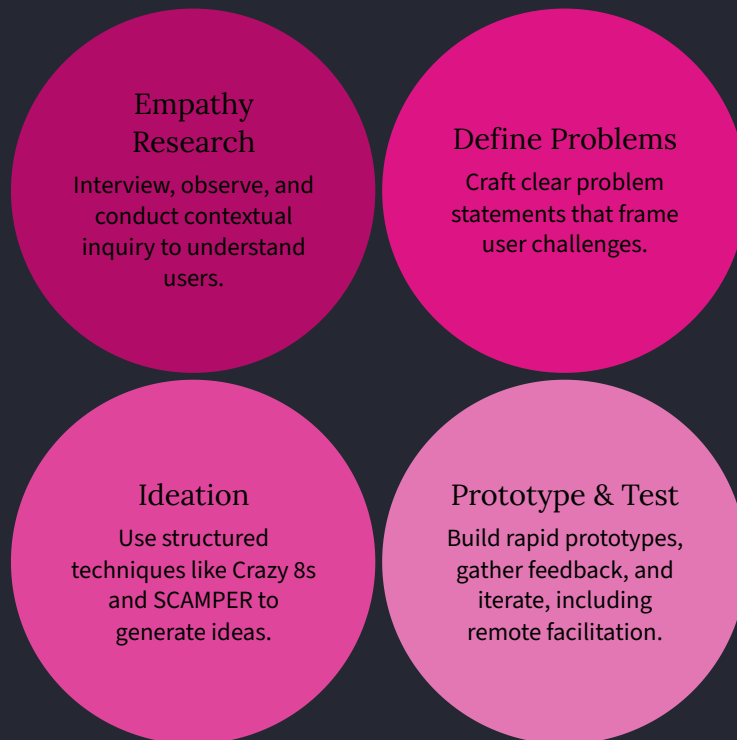 Empathy
Research
Interview, observe, and
conduct contextual
inquiry to understand
users.
Define Problems
Craft clear problem
statements that frame
user challenges.
Ideation
Use structured
techniques like Crazy 8s
and SCAMPER to
generate ideas.
Prototype & Test
Build rapid prototypes,
gather feedback, and
iterate, including
remote facilitation.